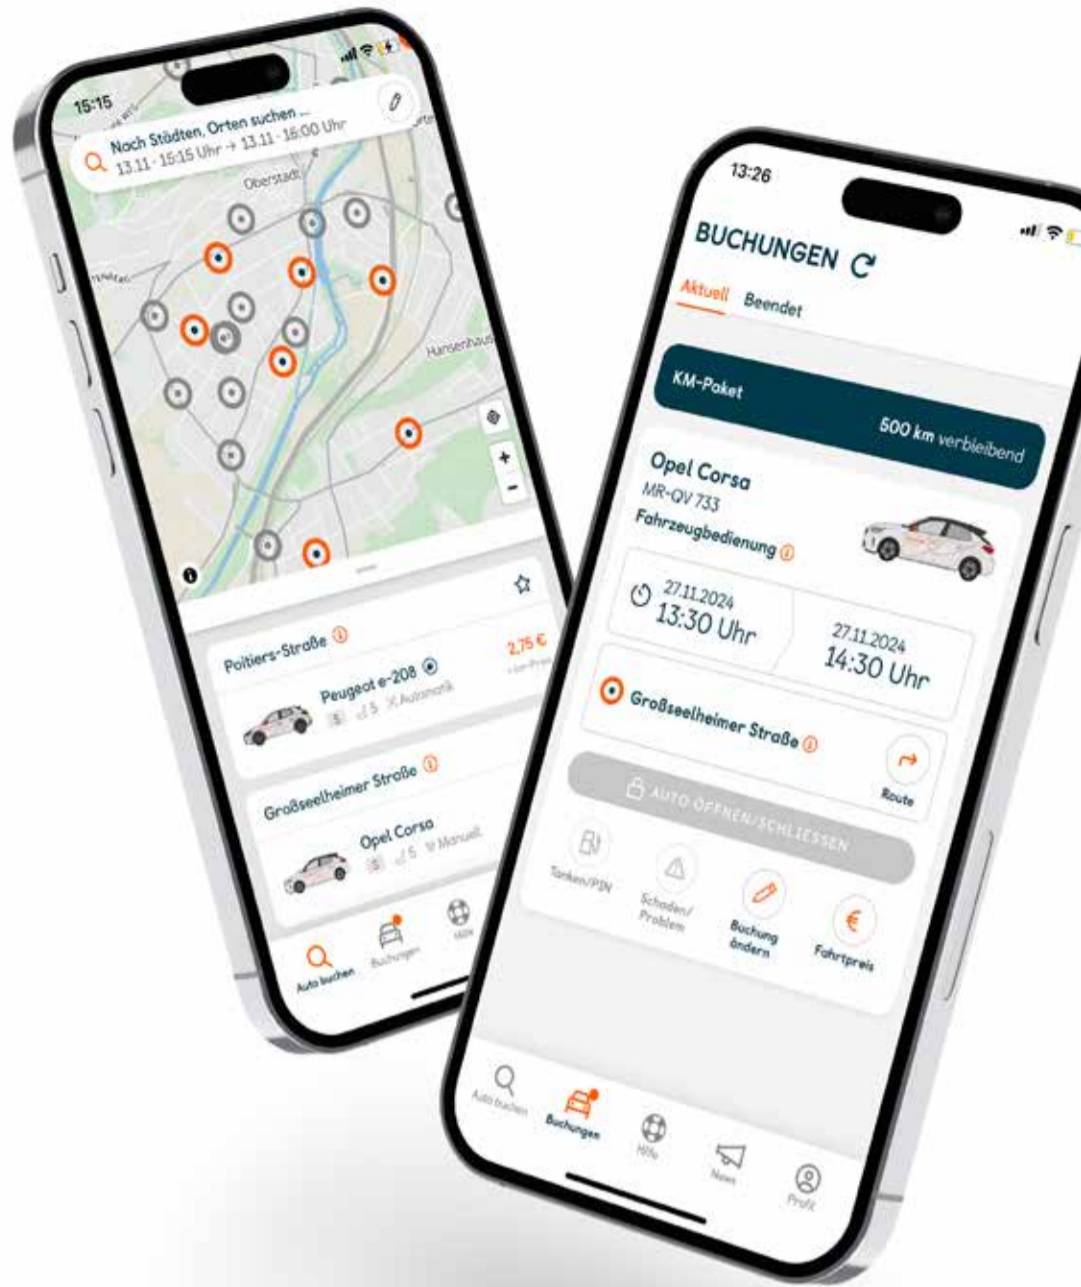 15:15
Nach Städten, Orten suchen ...
13.11 · 15:15 Uhr → 13.11 · 16:00 Uhr
Oberstadt
Hansenhaus
+
-
Poitiers-Straße
Peugeot e-208
S 5 Automatik
2,75 €
Großseelheimer Straße
Opel Corsa
S 5 Manuell
Auto buchen
Buchungen
Hilfe
13:26
BUCHUNGEN
Aktuell Beendet
KM-Paket
500 km verbleibend
Opel Corsa
MR-QV 733
Fahrzeugbedienung
27.11.2024
13:30 Uhr
27.11.2024
14:30 Uhr
Großseelheimer Straße
Route
AUTO ÖFFNEN/SCHLIESSEN
Tanken/PIN
Schaden/
Problem
Buchung
ändern
Fahrtpreis
Auto buchen
Buchungen
Hilfe
News
Profil